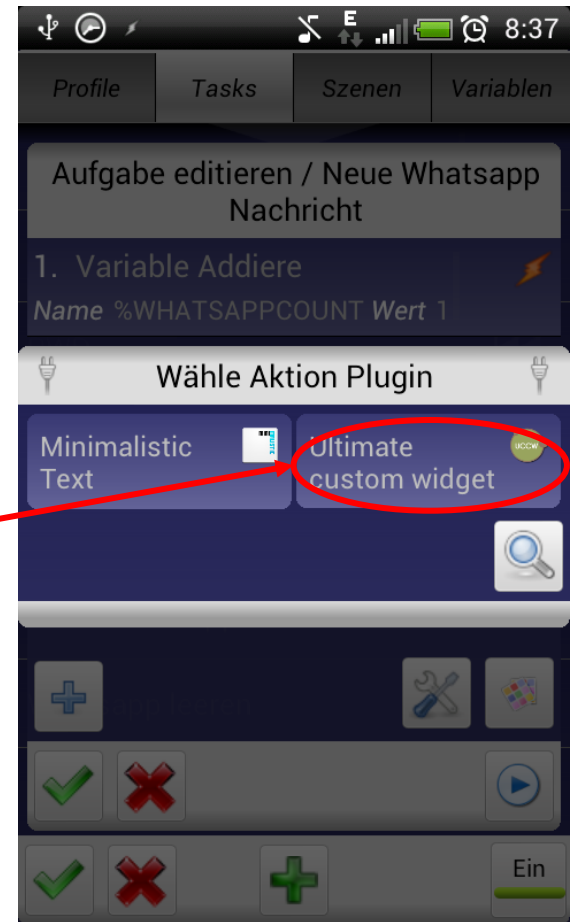 E
8:37
Profile Tasks Szenen Variablen
Aufgabe editieren / Neue Whatsapp
Nachricht
1. Variable Addiere
Name %WHATSAPPCOUNT Wert 1
Wähle Aktion Plugin
Minimalistic
Text
Ultimate
custom widget
UCCW
leeren
Ein